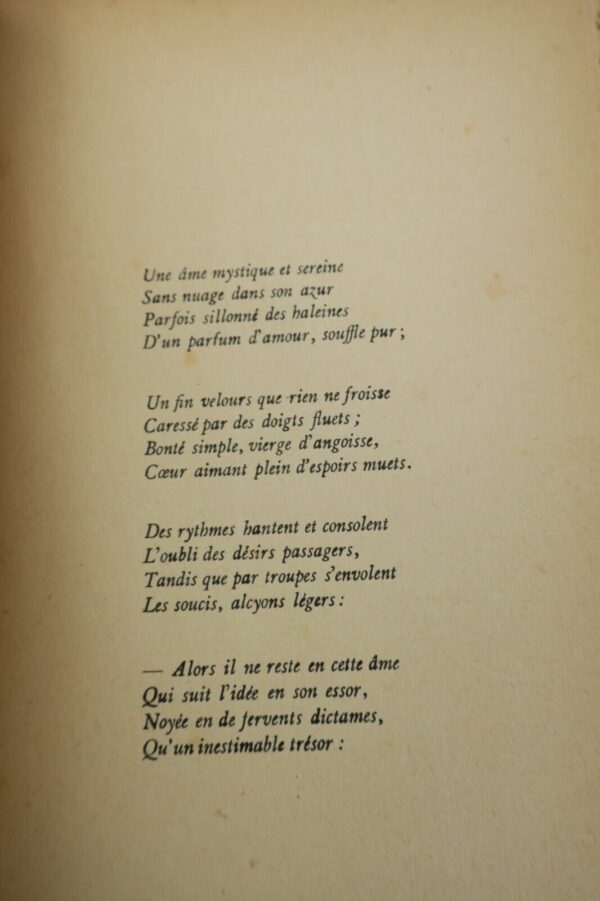 Une âme mystique et sereine
Sans nuage dans son azur
Parfois sillonné des haleines
D'un parfum d'amour, souffle pur ;
Un fin velours que rien ne froisse
Caressé par des doigts fluets ;
Bonté simple, vierge d'angoisse,
Cœur aimant plein d'espoirs muets.
Des rythmes hantent et consolent
L'oubli des désirs passagers,
Tandis que par troupes s'envolent
Les soucis, alcyons légers :
— Alors il ne reste en cette âme
Qui suit l'idée en son essor,
Noyée en de fervents dictames,
Qu'un inestimable trésor :